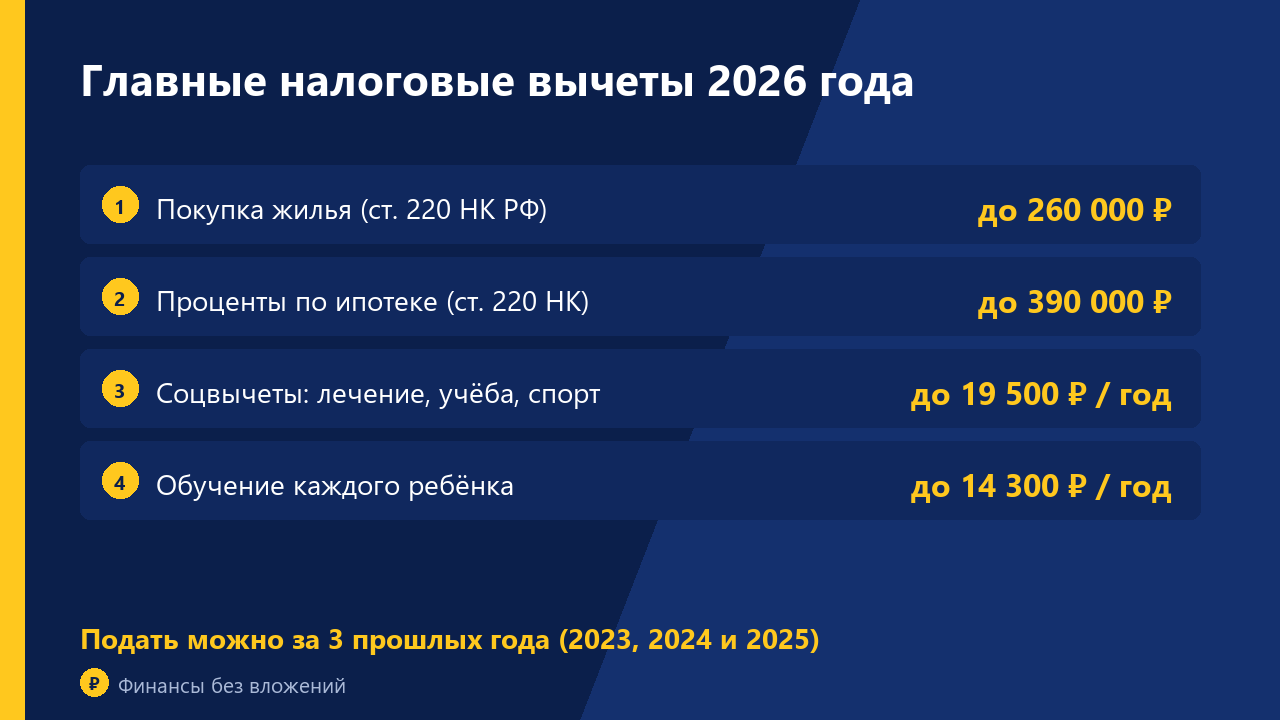 Главные налоговые вычеты 2026 года
1 Покупка жилья (ст. 220 НК РФ) до 260 000 ₽
2 Проценты по ипотеке (ст. 220 НК) до 390 000 ₽
3 Соцвычеты: лечение, учёба, спорт до 19 500 ₽ / год
4 Обучение каждого ребёнка до 14 300 ₽ / год
Подать можно за 3 прошлых года (2023, 2024 и 2025)
₽ Финансы без вложений